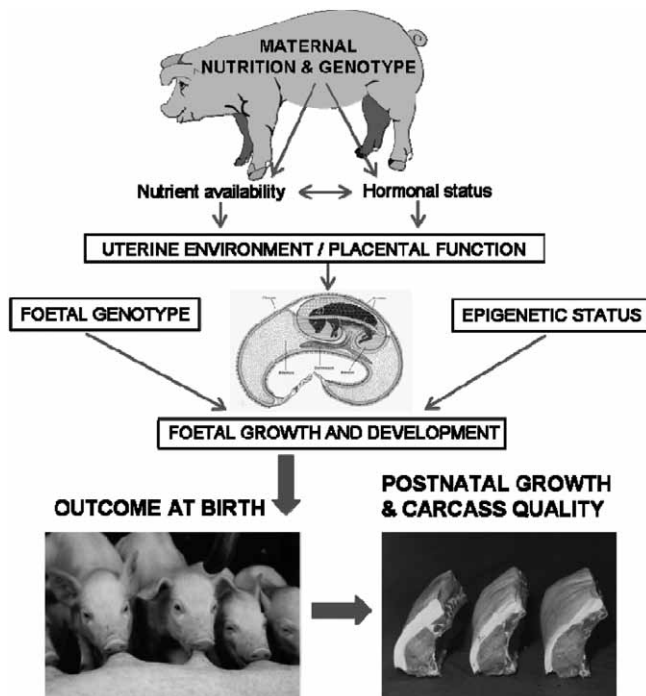 MATERNAL
NUTRITION & GENOTYPE
Nutrient availability
Hormonal status
UTERINE ENVIRONMENT / PLACENTAL FUNCTION
FOETAL GENOTYPE
EPIGENETIC STATUS
FOETAL GROWTH AND DEVELOPMENT
OUTCOME AT BIRTH
POSTNATAL GROWTH
& CARCASS QUALITY